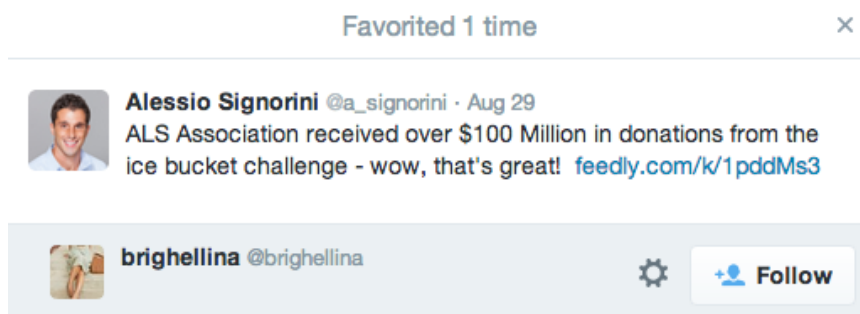 Favorited 1 time
Alessio Signorini @a_signorini · Aug 29
ALS Association received over $100 Million in donations from the
ice bucket challenge - wow, that's great! feedly.com/k/1pddMs3
brighellina @brighellina
Follow